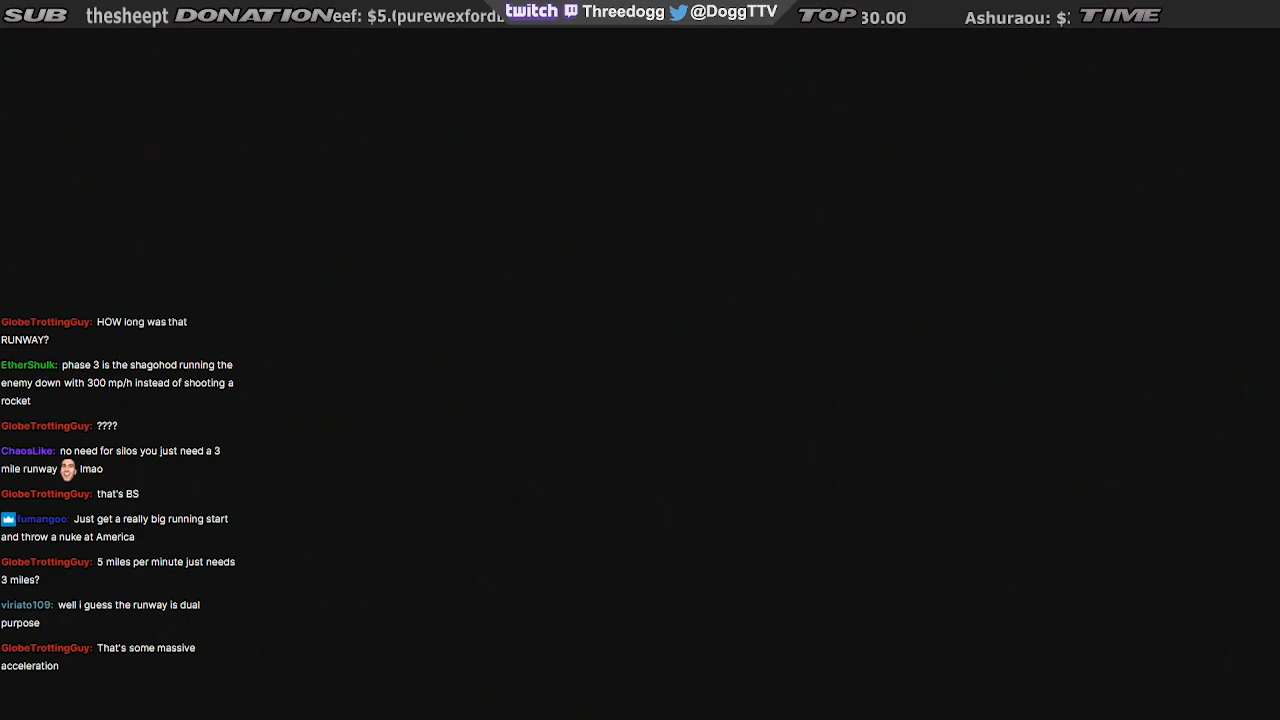 SUB thesheept DONATION eef: $5.( purewexford twitch Threedogg @DoggTTV TOP 30.00 Ashuraou: $ TIME
GlobeTrottingGuy: HOW long was that
RUNWAY?
EtherShulk: phase 3 is the shagohod running the
enemy down with 300 mp/h instead of shooting a
rocket
GlobeTrottingGuy: ????
ChaosLike: no need for silos you just need a 3
mile runway lmao
GlobeTrottingGuy: that's BS
fumangoo: Just get a really big running start
and throw a nuke at America
GlobeTrottingGuy: 5 miles per minute just needs
3 miles?
viriato109: well i guess the runway is dual
purpose
GlobeTrottingGuy: That's some massive
acceleration